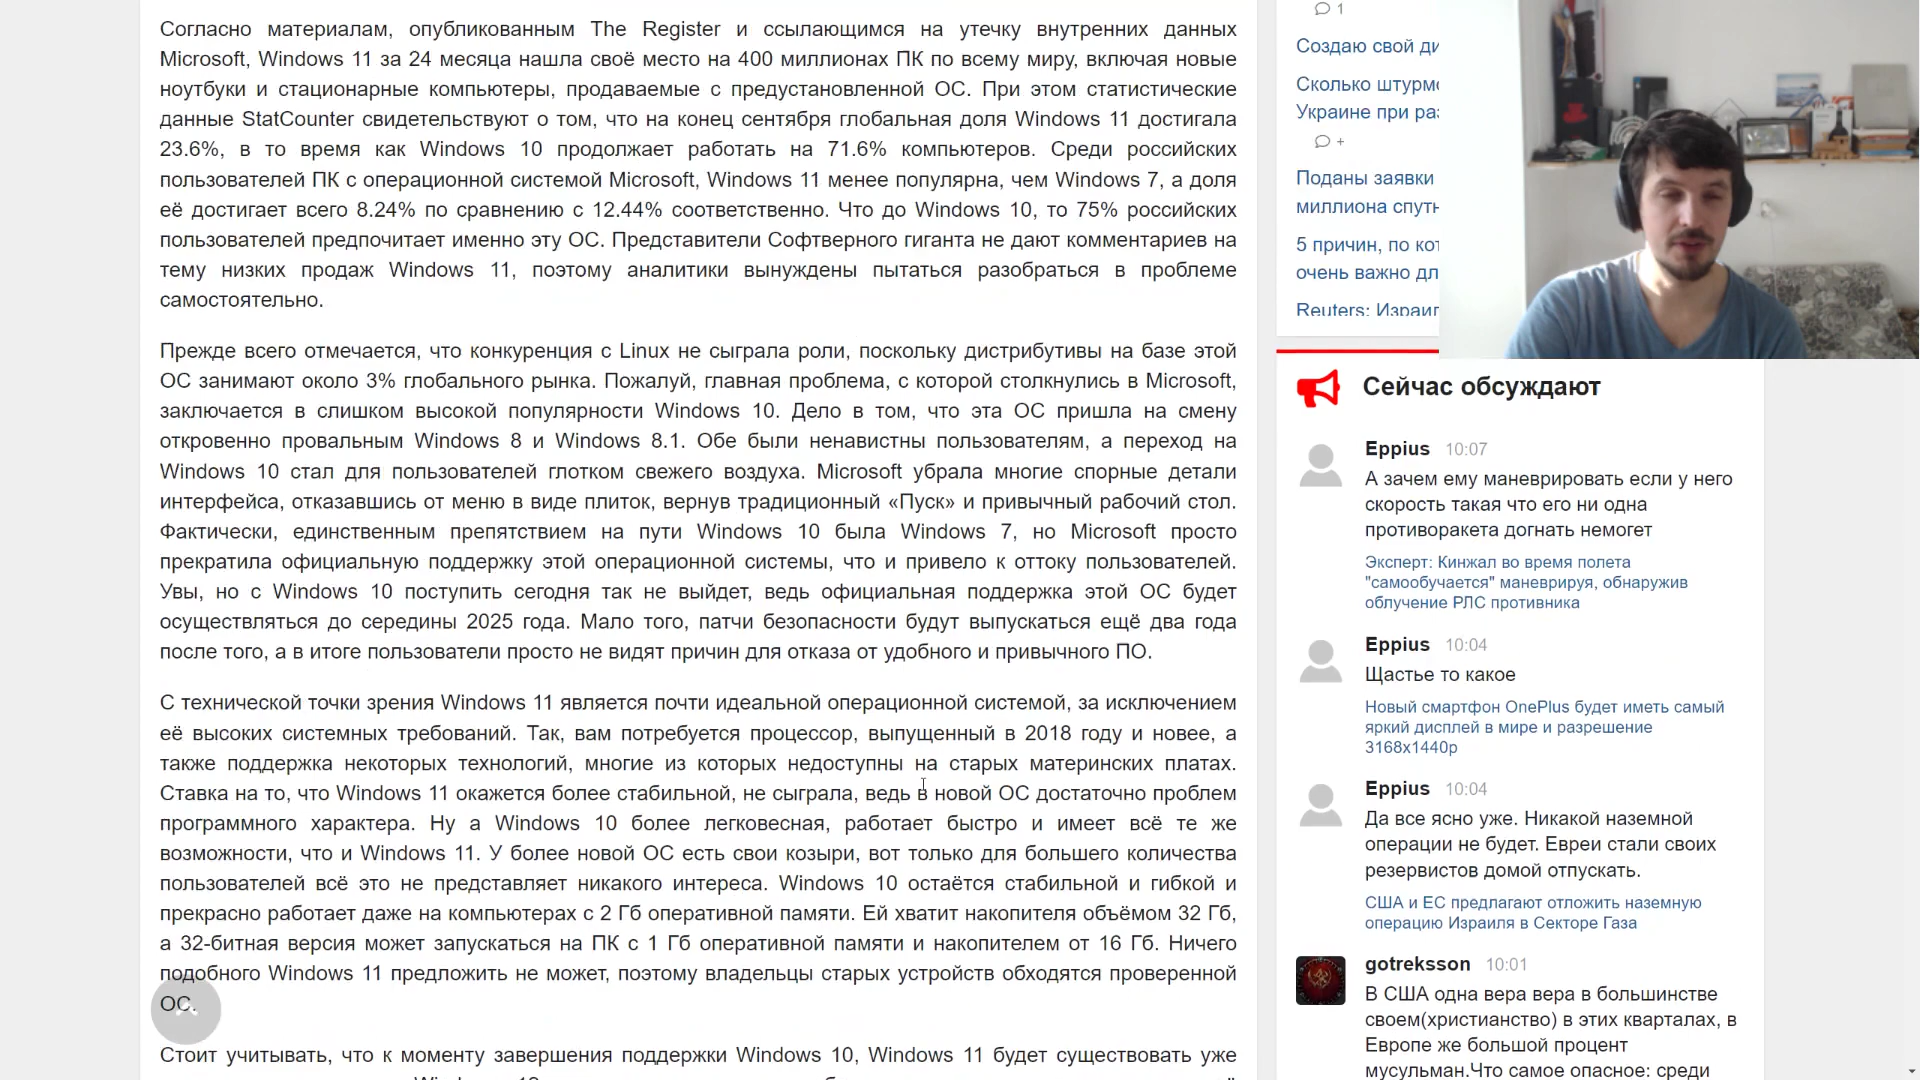 Согласно материалам, опубликованным The Register и ссылающимся на утечку внутренних данных
Microsoft, Windows 11 за 24 месяца нашла своё место на 400 миллионах ПК по всему миру, включая новые
ноутбуки и стационарные компьютеры, продаваемые с предустановленной ОС. При этом статистические
данные StatCounter свидетельствуют о том, что на конец сентября глобальная доля Windows 11 достигала
23.6%, в то время как Windows 10 продолжает работать на 71.6% компьютеров. Среди российских
пользователей ПК с операционной системой Microsoft, Windows 11 менее популярна, чем Windows 7, а доля
её достигает всего 8.24% по сравнению с 12.44% соответственно. Что до Windows 10, то 75% российских
пользователей предпочитает именно эту ОС. Представители Софтверного гиганта не дают комментариев на
тему низких продаж Windows 11, поэтому аналитики вынуждены пытаться разобраться в проблеме
самостоятельно.
Прежде всего отмечается, что конкуренция с Linux не сыграла роли, поскольку дистрибутивы на базе этой
ОС занимают около 3% глобального рынка. Пожалуй, главная проблема, с которой столкнулись в Microsoft,
заключается в слишком высокой популярности Windows 10. Дело в том, что эта ОС пришла на смену
откровенно провальным Windows 8 и Windows 8.1. Обе были ненавистны пользователям, а переход на
Windows 10 стал для пользователей глотком свежего воздуха. Microsoft убрала многие спорные детали
интерфейса, отказавшись от меню в виде плиток, вернув традиционный «Пуск» и привычный рабочий стол.
Фактически, единственным препятствием на пути Windows 10 была Windows 7, но Microsoft просто
прекратила официальную поддержку этой операционной системы, что и привело к оттоку пользователей.
Увы, но с Windows 10 поступить сегодня так не выйдет, ведь официальная поддержка этой ОС будет
осуществляться до середины 2025 года. Мало того, патчи безопасности будут выпускаться ещё два года
после того, а в итоге пользователи просто не видят причин для отказа от удобного и привычного ПО.
С технической точки зрения Windows 11 является почти идеальной операционной системой, за исключением
её высоких системных требований. Так, вам потребуется процессор, выпущенный в 2018 году и новее, а
также поддержка некоторых технологий, многие из которых недоступны на старых материнских платах.
Ставка на то, что Windows 11 окажется более стабильной, не сыграла, ведь в новой ОС достаточно проблем
программного характера. Ну а Windows 10 более легковесная, работает быстро и имеет всё те же
возможности, что и Windows 11. У более новой ОС есть свои козыри, вот только для большего количества
пользователей всё это не представляет никакого интереса. Windows 10 остаётся стабильной и гибкой и
прекрасно работает даже на компьютерах с 2 Гб оперативной памяти. Ей хватит накопителя объёмом 32 Гб,
а 32-битная версия может запускаться на ПК с 1 Гб оперативной памяти и накопителем от 16 Гб. Ничего
подобного Windows 11 предложить не может, поэтому владельцы старых устройств обходятся проверенной
ОС.
Стоит учитывать, что к моменту завершения поддержки Windows 10, Windows 11 будет существовать уже
1
Создаю свой ди
Сколько штурмо
Украине при раз
+
Поданы заявки
миллиона спутн
5 причин, по кот
очень важно дл
Reuters: Израил
Сейчас обсуждают
Eppius 10:07
А зачем ему маневрировать если у него
скорость такая что его ни одна
противоракета догнать немогет
Эксперт: Кинжал во время полета
"самообучается" маневрируя, обнаружив
облучение РЛС противника
Eppius 10:04
Щастье то какое
Новый смартфон OnePlus будет иметь самый
яркий дисплей в мире и разрешение
3168x1440p
Eppius 10:04
Да все ясно уже. Никакой наземной
операции не будет. Евреи стали своих
резервистов домой отпускать.
США и ЕС предлагают отложить наземную
операцию Израиля в Секторе Газа
gotreksson 10:01
В США одна вера вера в большинстве
своем(христианство) в этих кварталах, в
Европе же большой процент
мусульман.Что самое опасное: среди